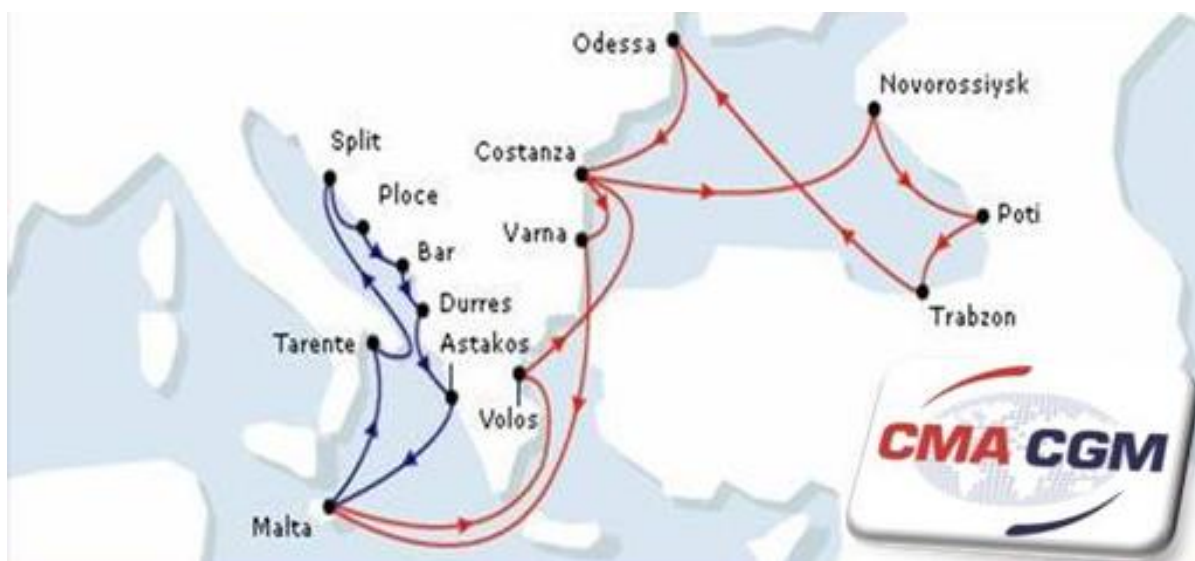 Odessa
Novorossiysk
Split
Costanza
Ploce
Poti
Varna
Bar
Durres
Trabzon
Tarente
Astakos
Volos
CMA CGM
Malta